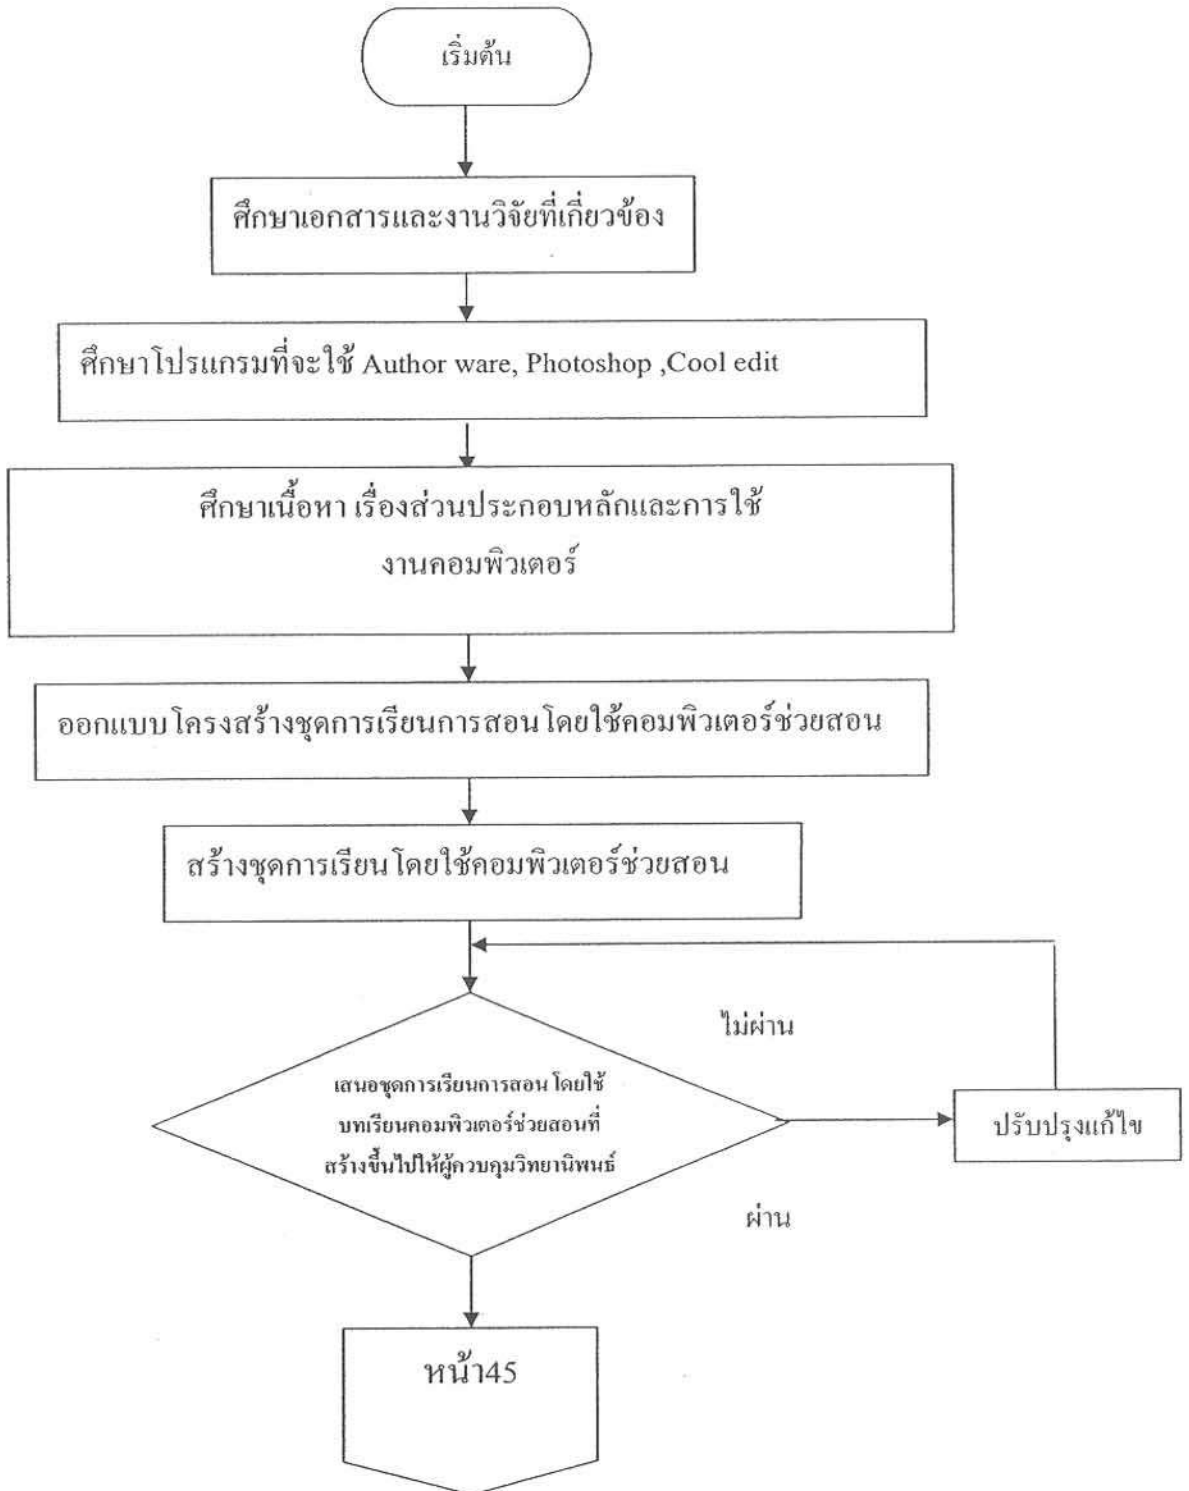 เริ่มต้น
ศึกษาเอกสารและงานวิจัยที่เกี่ยวข้อง
ศึกษาโปรแกรมที่จะใช้ Author ware, Photoshop ,Cool edit
ศึกษาเนื้อหา เรื่องส่วนประกอบหลักและการใช้
งานคอมพิวเตอร์
ออกแบบโครงสร้างชุดการเรียนการสอนโดยใช้คอมพิวเตอร์ช่วยสอน
สร้างชุดการเรียนโดยใช้คอมพิวเตอร์ช่วยสอน
ไม่ผ่าน
เสนอชุดการเรียนการสอนโดยใช้
บทเรียนคอมพิวเตอร์ช่วยสอนที่
สร้างขึ้นไปให้ผู้ควบคุมวิทยานิพนธ์
ปรับปรุงแก้ไข
ผ่าน
หน้า45